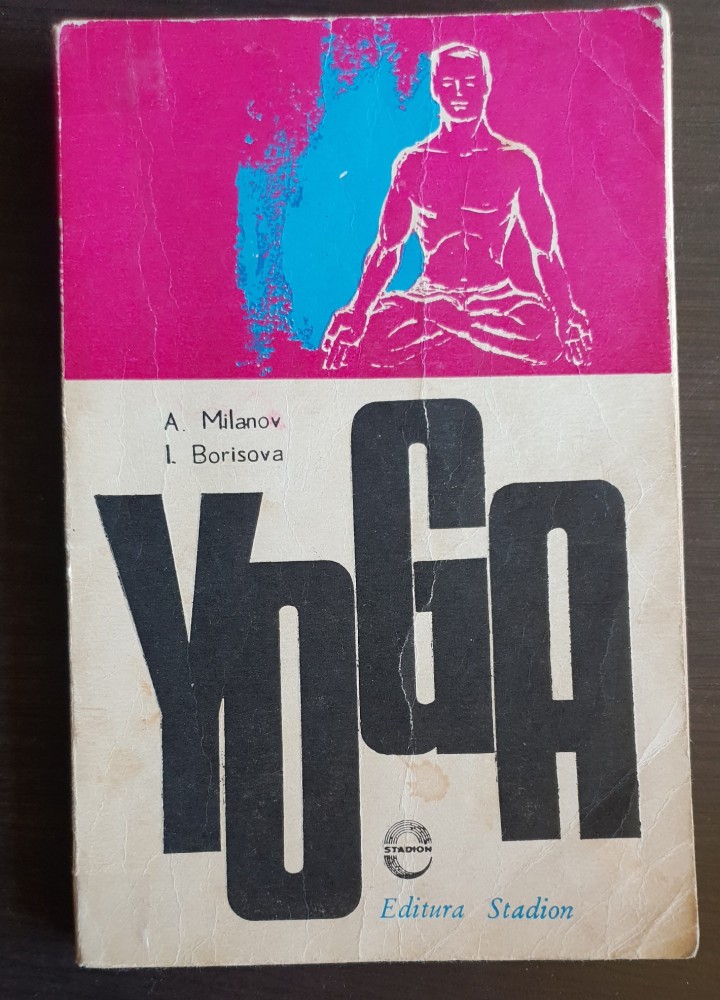 A. Milanov
I. Borisova
YOGA
STADION
Editura Stadion